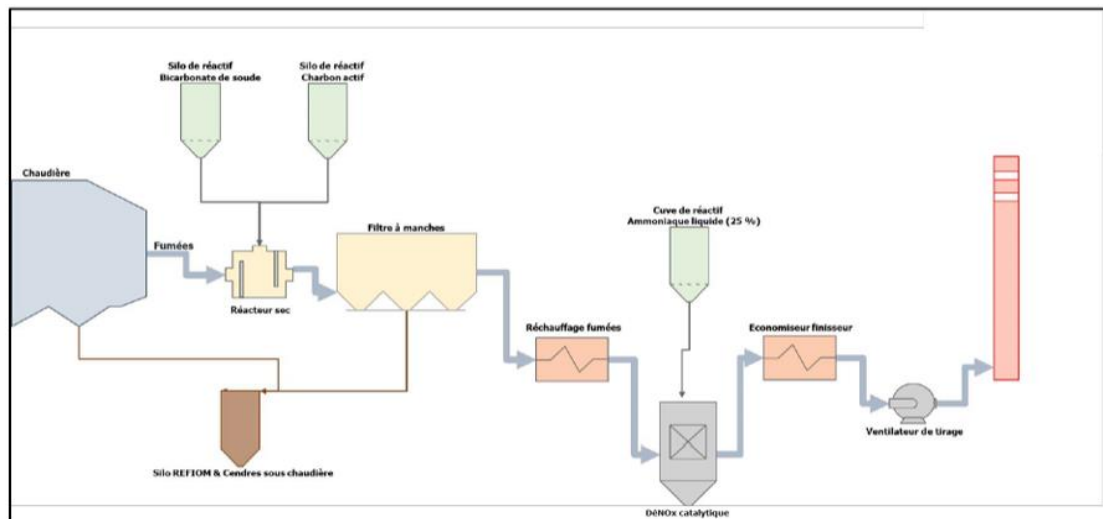 Silo de réactif
Bicarbonate de soude
Silo de réactif
Charbon actif
Chaudière
Fumées
Réacteur sec
Filtre à manches
Cuve de réactif
Ammoniaque liquide (25 %)
Réchauffage fumées
Economiseur finisseur
Ventilateur de tirage
Silo REFIOM & Cendres sous chaudière
DéNOx catalytique